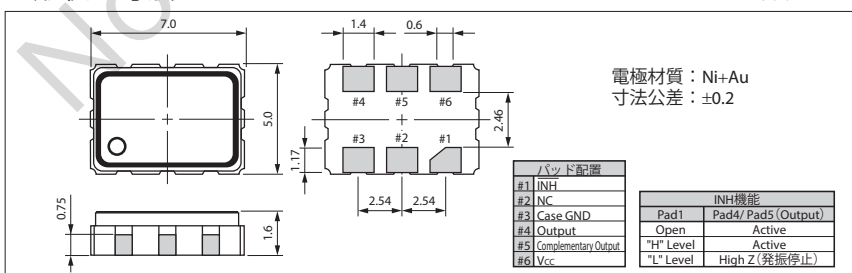 No
7.0
5.0
0.75
1.6
1.4
0.6
#4 #5 #6
#3 #2 #1
2.46
1.17
2.54 2.54
電極材質：Ni+Au
寸法公差：±0.2
パッド配置
#1 INH
#2 NC
#3 Case GND
#4 Output
#5 Complementary Output
#6 Vcc
INH機能
Pad1 Pad4/ Pad5 (Output)
Open Active
"H" Level Active
"L" Level High Z（発振停止）